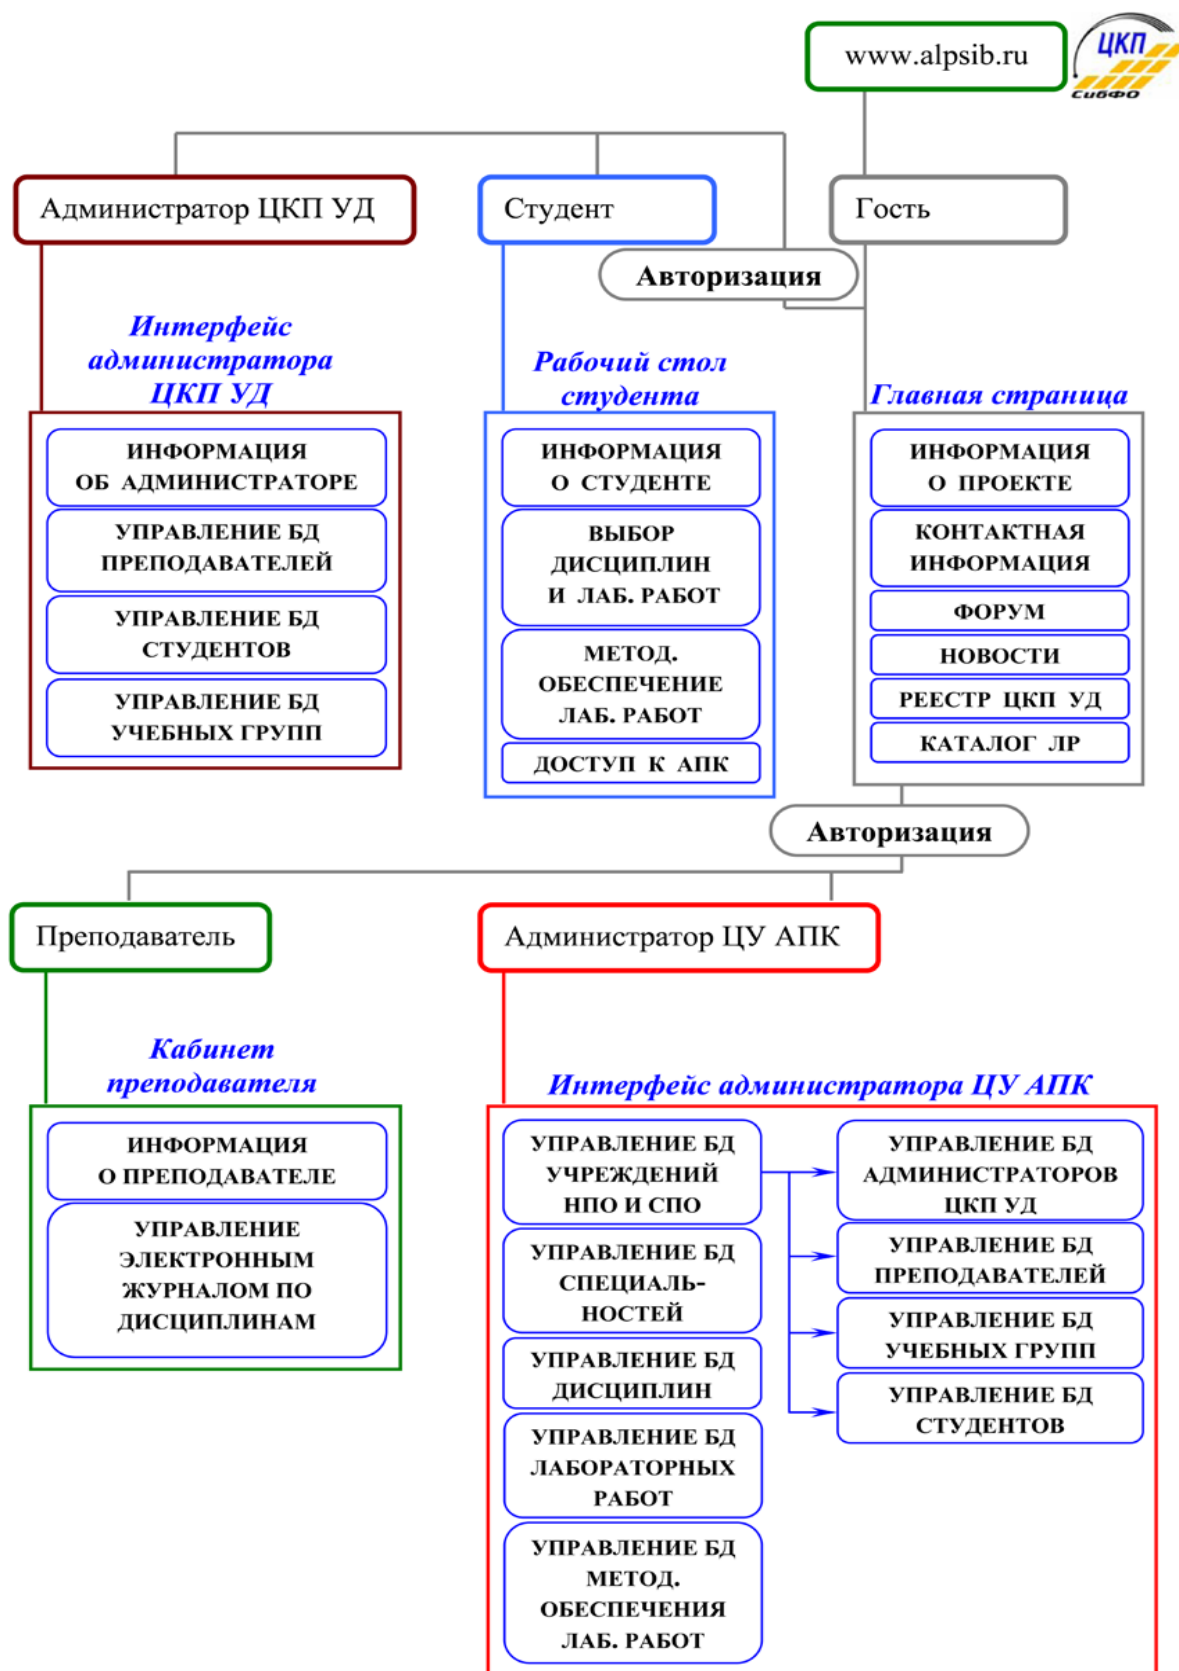 www.alpsib.ru
ЦКП
СибФО
Администратор ЦКП УД
Студент
Гость
Авторизация
Интерфейс
администратора
ЦКП УД
ИНФОРМАЦИЯ
ОБ АДМИНИСТРАТОРЕ
УПРАВЛЕНИЕ БД
ПРЕПОДАВАТЕЛЕЙ
УПРАВЛЕНИЕ БД
СТУДЕНТОВ
УПРАВЛЕНИЕ БД
УЧЕБНЫХ ГРУПП
Рабочий стол
студента
ИНФОРМАЦИЯ
О СТУДЕНТЕ
ВЫБОР
ДИСЦИПЛИН
И ЛАБ. РАБОТ
МЕТОД.
ОБЕСПЕЧЕНИЕ
ЛАБ. РАБОТ
ДОСТУП К АПК
Главная страница
ИНФОРМАЦИЯ
О ПРОЕКТЕ
КОНТАКТНАЯ
ИНФОРМАЦИЯ
ФОРУМ
НОВОСТИ
РЕЕСТР ЦКП УД
КАТАЛОГ ЛР
Авторизация
Преподаватель
Администратор ЦУ АПК
Кабинет
преподавателя
ИНФОРМАЦИЯ
О ПРЕПОДАВАТЕЛЕ
УПРАВЛЕНИЕ
ЭЛЕКТРОННЫМ
ЖУРНАЛОМ ПО
ДИСЦИПЛИНАМ
Интерфейс администратора ЦУ АПК
УПРАВЛЕНИЕ БД
УЧРЕЖДЕНИЙ
НПО И СПО
УПРАВЛЕНИЕ БД
СПЕЦИАЛЬ-
НОСТЕЙ
УПРАВЛЕНИЕ БД
ДИСЦИПЛИН
УПРАВЛЕНИЕ БД
ЛАБОРАТОРНЫХ
РАБОТ
УПРАВЛЕНИЕ БД
МЕТОД.
ОБЕСПЕЧЕНИЯ
ЛАБ. РАБОТ
УПРАВЛЕНИЕ БД
АДМИНИСТРАТОРОВ
ЦКП УД
УПРАВЛЕНИЕ БД
ПРЕПОДАВАТЕЛЕЙ
УПРАВЛЕНИЕ БД
УЧЕБНЫХ ГРУПП
УПРАВЛЕНИЕ БД
СТУДЕНТОВ